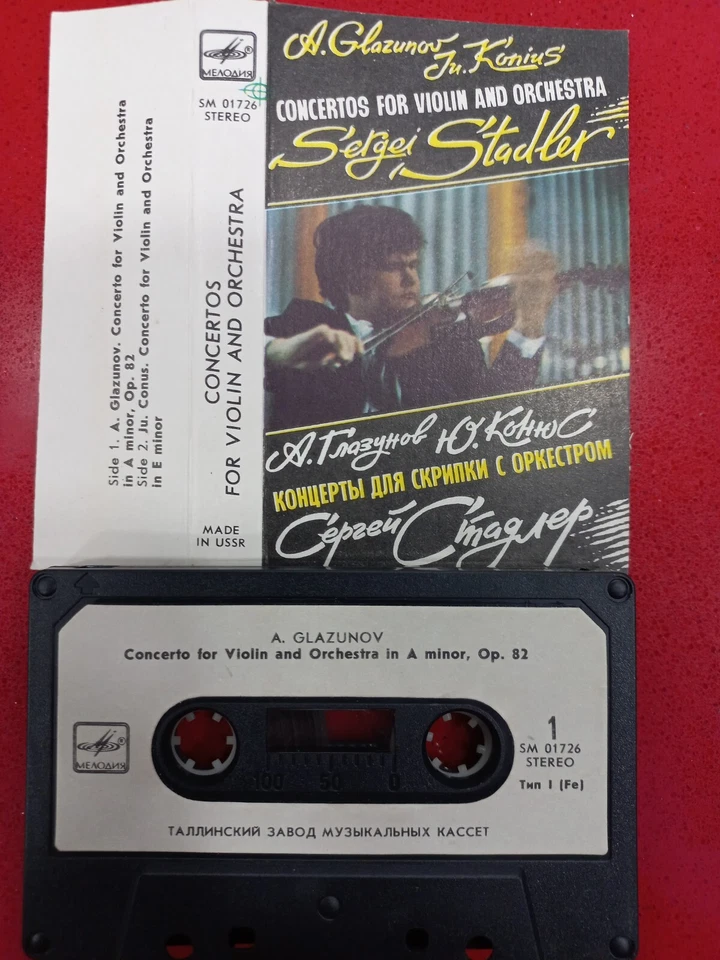 МЕЛОДИЯ
SM 01726
STEREO
Side 1. A. Glazunov. Concerto for Violin and Orchestra
in A minor, Op. 82
Side 2. Ju. Conus. Concerto for Violin and Orchestra
in E minor
CONCERTOS
FOR VIOLIN AND ORCHESTRA
MADE
IN USSR
A. Glazunov
Ju. Konius
CONCERTOS FOR VIOLIN AND ORCHESTRA
Sergei Stadler
А. Глазунов Ю. Конюс
КОНЦЕРТЫ ДЛЯ СКРИПКИ С ОРКЕСТРОМ
Сергей Стадлер
A. GLAZUNOV
Concerto for Violin and Orchestra in A minor, Op. 82
МЕЛОДИЯ
100 50 0
1
SM 01726
STEREO
Тип I (Fe)
ТАЛЛИНСКИЙ ЗАВОД МУЗЫКАЛЬНЫХ КАССЕТ